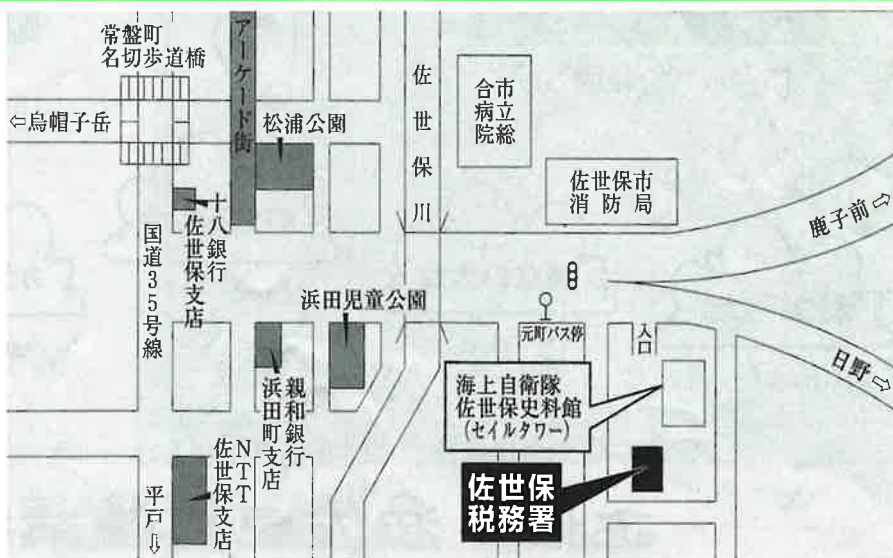 常盤町
名切歩道橋
アーケード街
⇦烏帽子岳
松浦公園
佐世保川
市立総
合病院
佐世保市
消防局
鹿子前⇨
十八銀行
佐世保支店
国道35号線
浜田児童公園
元町バス停
入口
日野⇨
海上自衛隊
佐世保史料館
(セイルタワー)
親和銀行
浜田町支店
NTT
佐世保支店
佐世保
税務署
平戸⇩